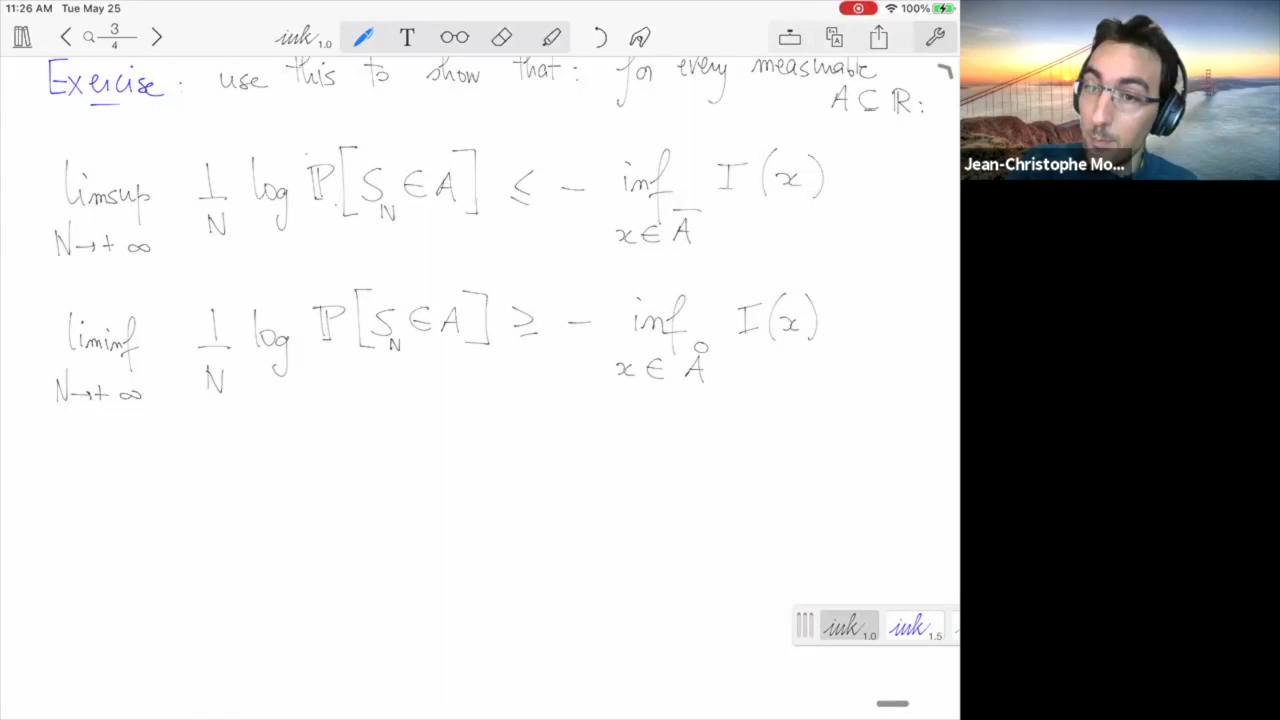 11:26 AM Tue May 25
100%
3
4
ink 1.0
T
Jean-Christophe Mo...
Exercise : use this to show that : for every measurable
A ⊆ ℝ :
limsup 1/N log ℙ[S_N ∈ A] ≤ - inf I(x)
N→+∞ x ∈ A̅
liminf 1/N log ℙ[S_N ∈ A] ≥ - inf I(x)
N→+∞ x ∈ Å
ink 1.0 ink 1.5